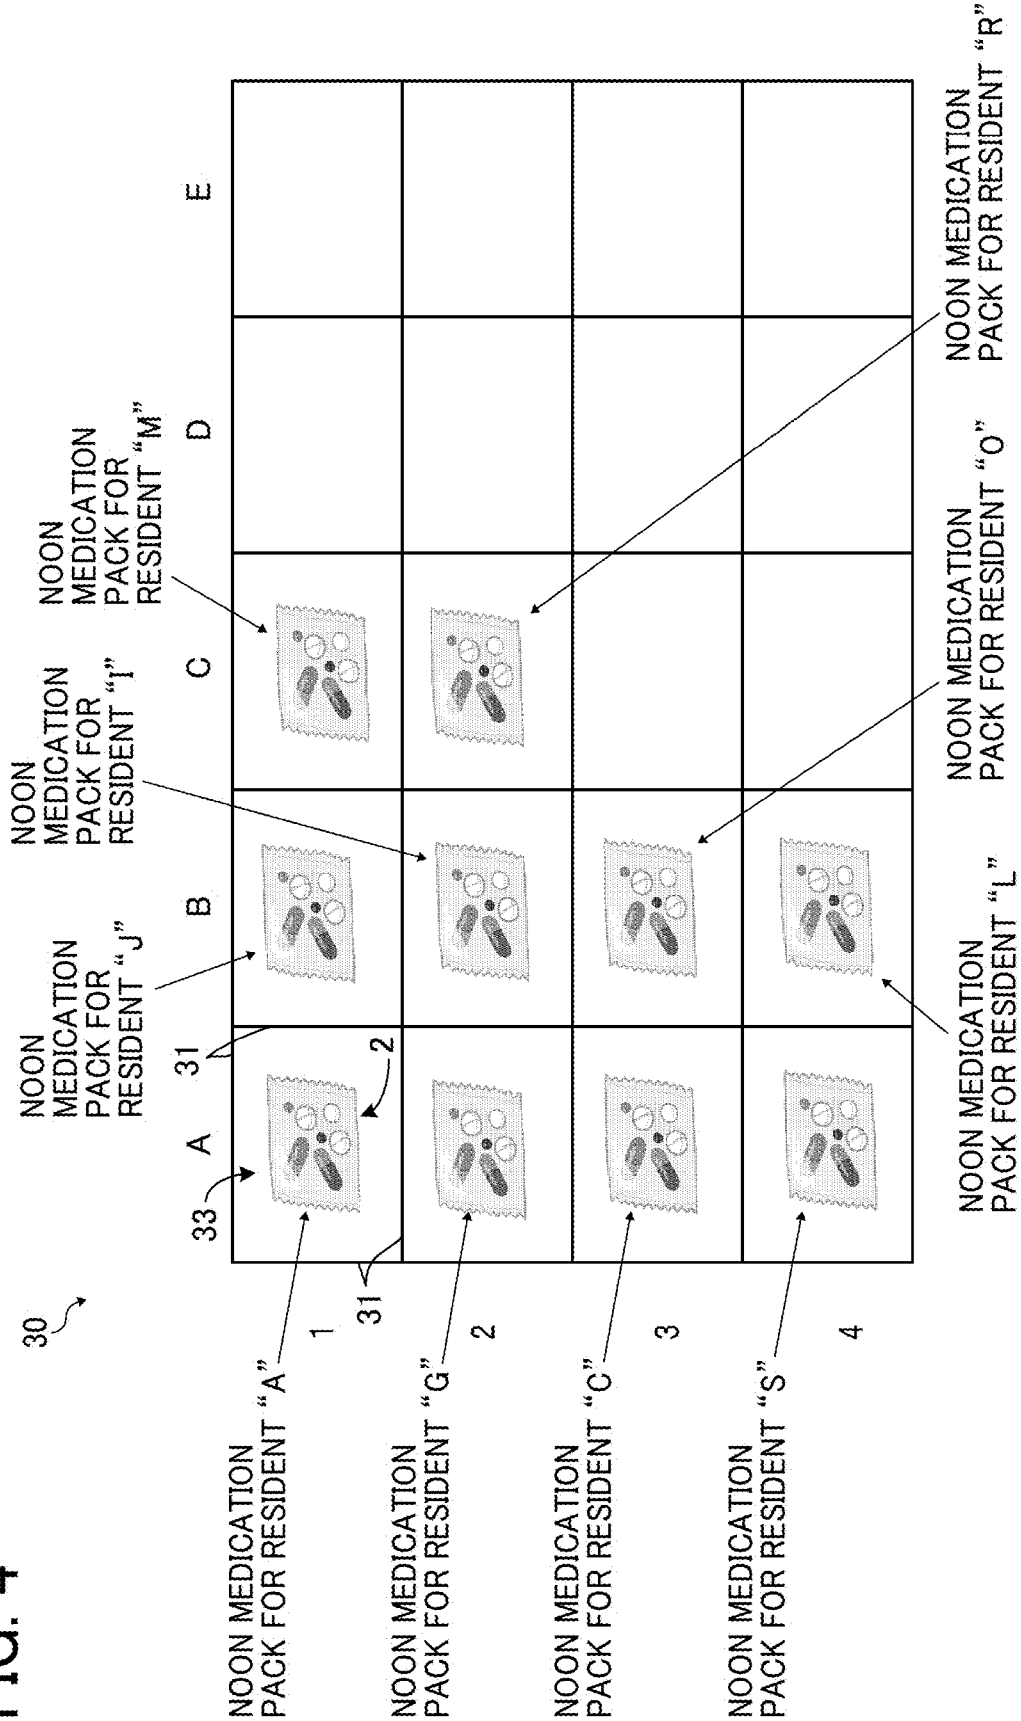 FIG. 4
30
NOON
MEDICATION
PACK FOR
RESIDENT “J”
NOON
MEDICATION
PACK FOR
RESIDENT “I”
NOON
MEDICATION
PACK FOR
RESIDENT “M”
33
A
31
B
C
D
E
2
31
1
2
3
4
NOON MEDICATION
PACK FOR RESIDENT “A”
NOON MEDICATION
PACK FOR RESIDENT “G”
NOON MEDICATION
PACK FOR RESIDENT “C”
NOON MEDICATION
PACK FOR RESIDENT “S”
NOON MEDICATION
PACK FOR RESIDENT “L”
NOON MEDICATION
PACK FOR RESIDENT “O”
NOON MEDICATION
PACK FOR RESIDENT “R”